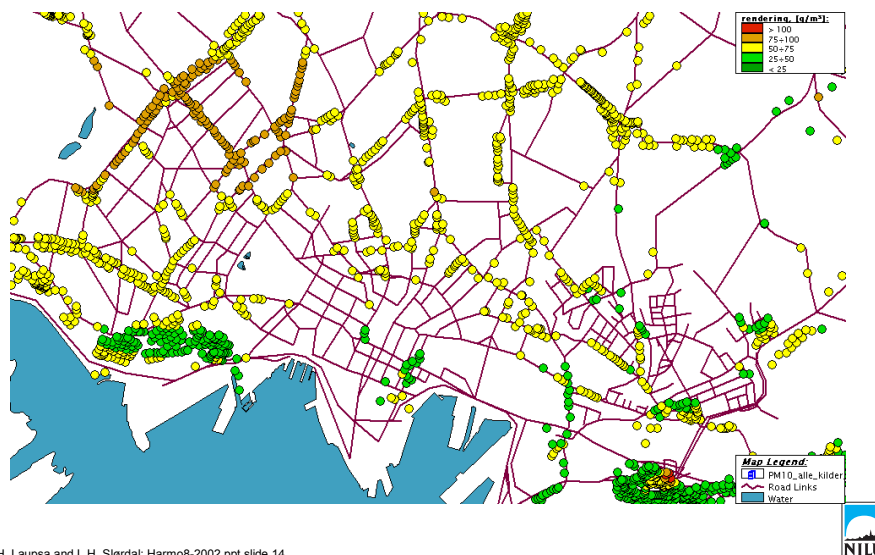 rendering, [g/m³]:
> 100
75÷100
50÷75
25÷50
< 25
Map Legend:
PM10_alle_kilder
Road Links
Water
NILU
H. Laupsa and L.H. Slørdal: Harmo8-2002.ppt slide 14